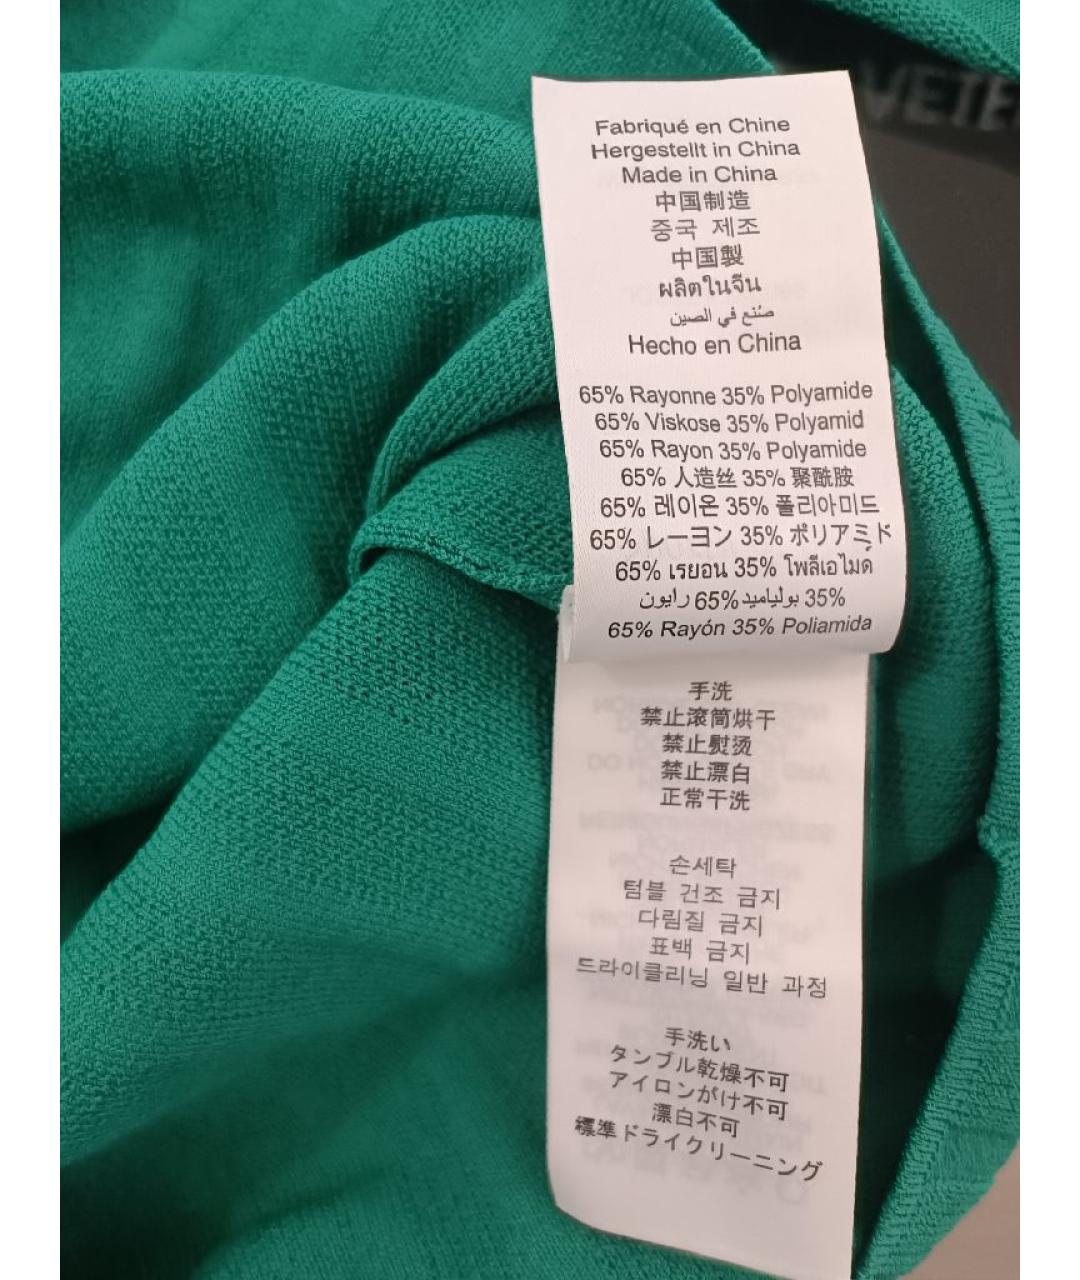 Fabriqué en Chine
Hergestellt in China
Made in China
中国制造
중국 제조
中国製
ผลิตในจีน
صُنع في الصين
Hecho en China
65% Rayonne 35% Polyamide
65% Viskose 35% Polyamid
65% Rayon 35% Polyamide
65% 人造丝 35% 聚酰胺
65% 레이온 35% 폴리아미드
65% レーヨン 35% ポリアミド
65% เรยอน 35% โพลีเอไมด์
35% بولياميد 65% رايون
65% Rayón 35% Poliamida
手洗
禁止滚筒烘干
禁止熨烫
禁止漂白
正常干洗
손세탁
텀블 건조 금지
다림질 금지
표백 금지
드라이클리닝 일반 과정
手洗い
タンブル乾燥不可
アイロンがけ不可
漂白不可
標準ドライクリーニング